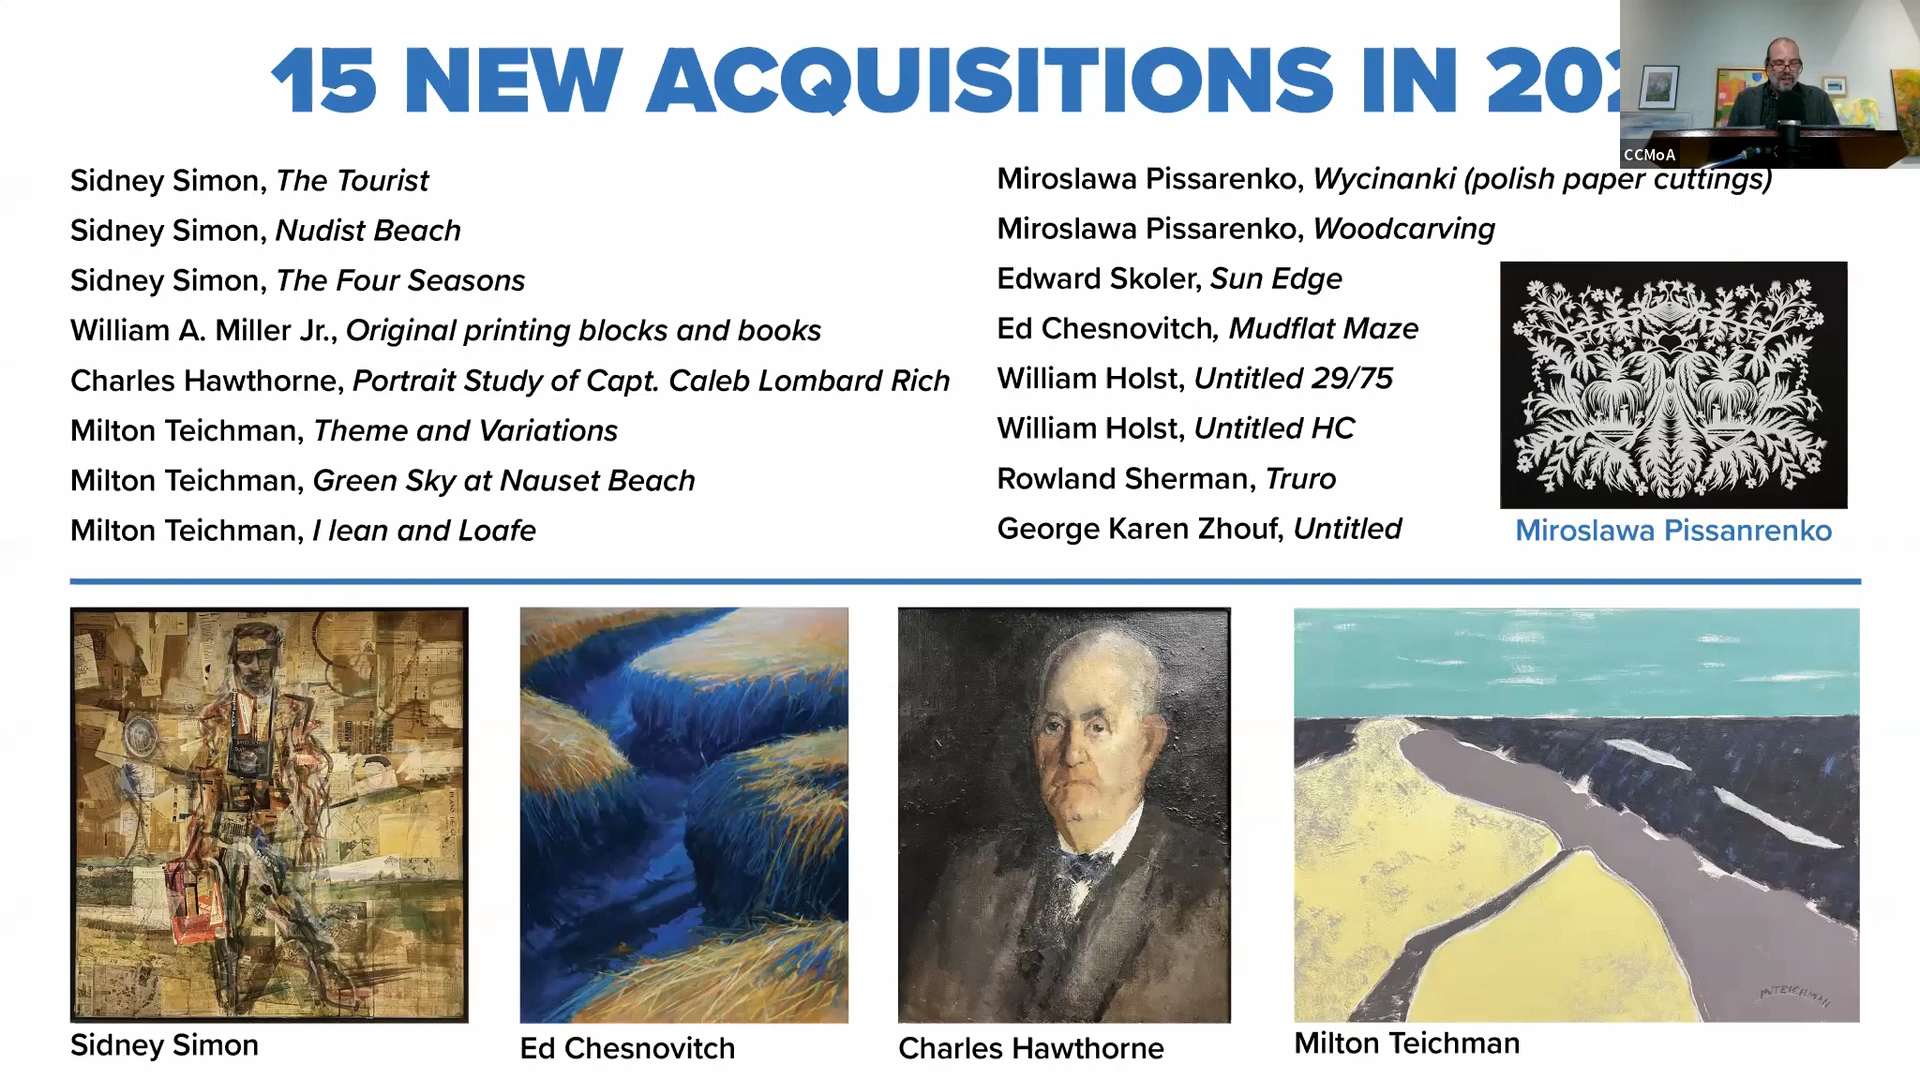 15 NEW ACQUISITIONS IN 202
CCMoA
Sidney Simon, The Tourist
Sidney Simon, Nudist Beach
Sidney Simon, The Four Seasons
William A. Miller Jr., Original printing blocks and books
Charles Hawthorne, Portrait Study of Capt. Caleb Lombard Rich
Milton Teichman, Theme and Variations
Milton Teichman, Green Sky at Nauset Beach
Milton Teichman, I lean and Loafe
Miroslawa Pissarenko, Wycinanki (polish paper cuttings)
Miroslawa Pissarenko, Woodcarving
Edward Skoler, Sun Edge
Ed Chesnovitch, Mudflat Maze
William Holst, Untitled 29/75
William Holst, Untitled HC
Rowland Sherman, Truro
George Karen Zhouf, Untitled
Miroslawa Pissanrenko
M.TEICHMAN
Sidney Simon
Ed Chesnovitch
Charles Hawthorne
Milton Teichman